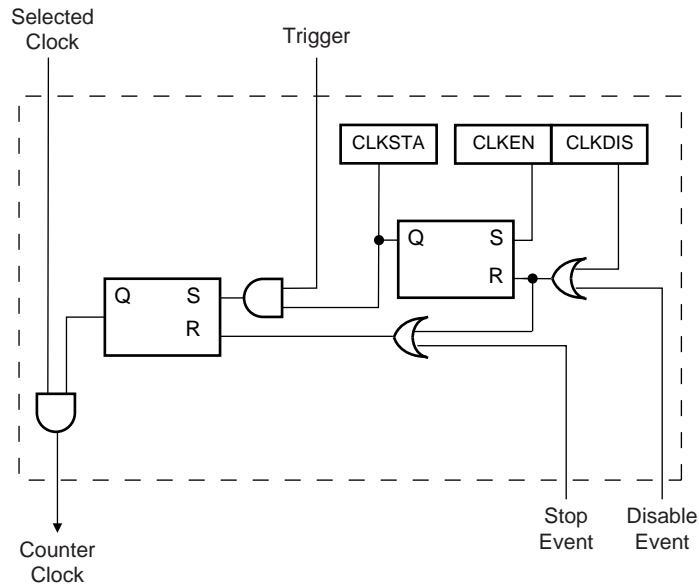 Selected
Clock
Trigger
CLKSTA
CLKEN
CLKDIS
Q
S
R
Q
S
R
Stop
Event
Disable
Event
Counter
Clock